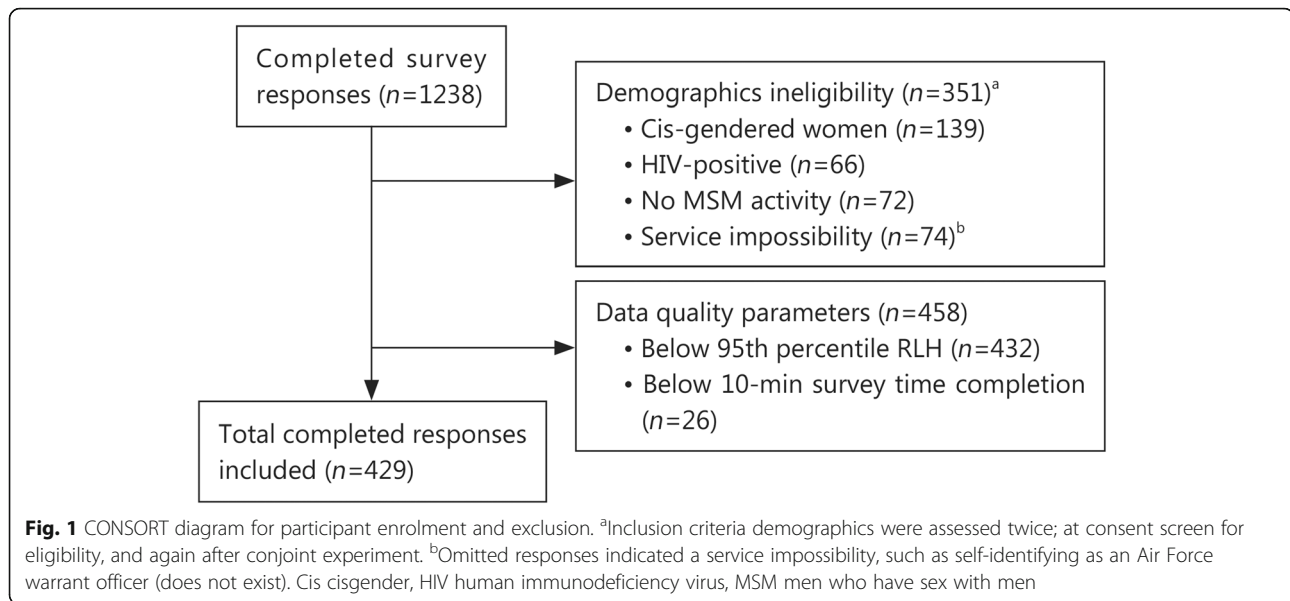 Completed survey
responses (n=1238)
Demographics ineligibility (n=351)a
• Cis-gendered women (n=139)
• HIV-positive (n=66)
• No MSM activity (n=72)
• Service impossibility (n=74)b
Data quality parameters (n=458)
• Below 95th percentile RLH (n=432)
• Below 10-min survey time completion
(n=26)
Total completed responses
included (n=429)
Fig. 1 CONSORT diagram for participant enrolment and exclusion. aInclusion criteria demographics were assessed twice; at consent screen for
eligibility, and again after conjoint experiment. bOmitted responses indicated a service impossibility, such as self-identifying as an Air Force
warrant officer (does not exist). Cis cisgender, HIV human immunodeficiency virus, MSM men who have sex with men